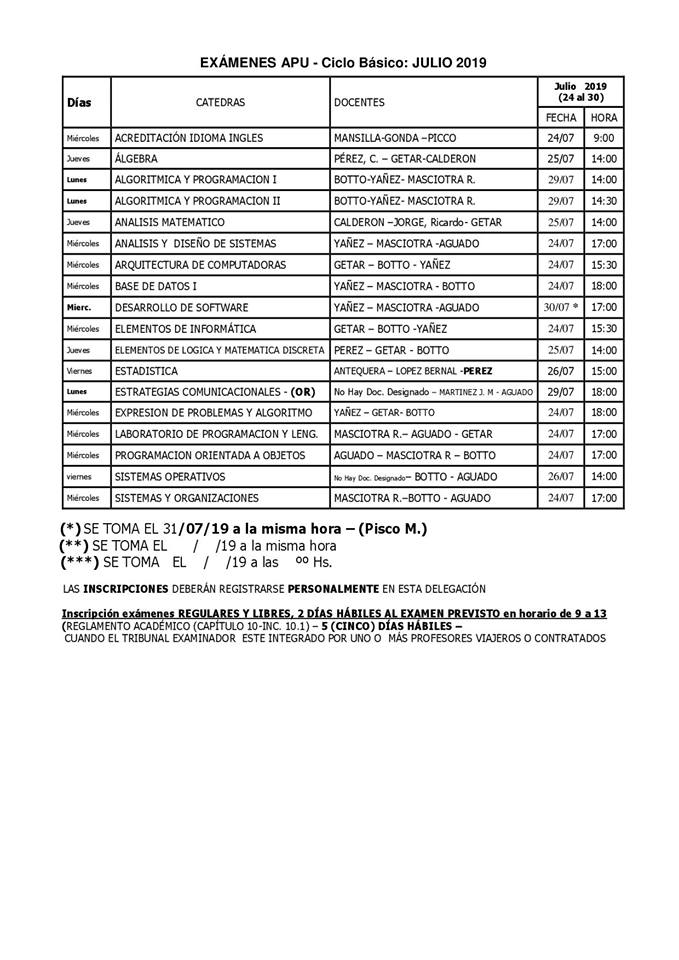 EXÁMENES APU - Ciclo Básico: JULIO 2019
Días CATEDRAS DOCENTES Julio 2019
(24 al 30)
FECHA HORA
Miércoles ACREDITACIÓN IDIOMA INGLES MANSILLA-GONDA –PICCO 24/07 9:00
Jueves ÁLGEBRA PÉREZ, C. – GETAR-CALDERON 25/07 14:00
Lunes ALGORITMICA Y PROGRAMACION I BOTTO-YAÑEZ- MASCIOTRA R. 29/07 14:00
Lunes ALGORITMICA Y PROGRAMACION II BOTTO-YAÑEZ- MASCIOTRA R. 29/07 14:30
Jueves ANALISIS MATEMATICO CALDERON –JORGE, Ricardo- GETAR 25/07 14:00
Miércoles ANALISIS Y DISEÑO DE SISTEMAS YAÑEZ – MASCIOTRA -AGUADO 24/07 17:00
Miércoles ARQUITECTURA DE COMPUTADORAS GETAR – BOTTO - YAÑEZ 24/07 15:30
Miércoles BASE DE DATOS I YAÑEZ – MASCIOTRA - BOTTO 24/07 18:00
Mierc. DESARROLLO DE SOFTWARE YAÑEZ – MASCIOTRA -AGUADO 30/07 * 17:00
Miércoles ELEMENTOS DE INFORMÁTICA GETAR – BOTTO -YAÑEZ 24/07 15:30
Jueves ELEMENTOS DE LOGICA Y MATEMATICA DISCRETA PEREZ – GETAR - BOTTO 25/07 14:00
Viernes ESTADISTICA ANTEQUERA – LOPEZ BERNAL -PEREZ 26/07 15:00
Lunes ESTRATEGIAS COMUNICACIONALES - (OR) No Hay Doc. Designado – MARTINEZ J. M - AGUADO 29/07 18:00
Miércoles EXPRESION DE PROBLEMAS Y ALGORITMO YAÑEZ – GETAR- BOTTO 24/07 18:00
Miércoles LABORATORIO DE PROGRAMACION Y LENG. MASCIOTRA R.– AGUADO - GETAR 24/07 17:00
Miércoles PROGRAMACION ORIENTADA A OBJETOS AGUADO – MASCIOTRA R – BOTTO 24/07 17:00
viernes SISTEMAS OPERATIVOS No Hay Doc. Designado– BOTTO - AGUADO 26/07 14:00
Miércoles SISTEMAS Y ORGANIZACIONES MASCIOTRA R.–BOTTO - AGUADO 24/07 17:00
(*) SE TOMA EL 31/07/19 a la misma hora – (Pisco M.)
(**) SE TOMA EL / /19 a la misma hora
(***) SE TOMA EL / /19 a las ºº Hs.
LAS INSCRIPCIONES DEBERÁN REGISTRARSE PERSONALMENTE EN ESTA DELEGACIÓN
Inscripción exámenes REGULARES Y LIBRES, 2 DÍAS HÁBILES AL EXAMEN PREVISTO en horario de 9 a 13
(REGLAMENTO ACADÉMICO (CAPÍTULO 10-INC. 10.1) – 5 (CINCO) DÍAS HÁBILES –
CUANDO EL TRIBUNAL EXAMINADOR ESTE INTEGRADO POR UNO O MÁS PROFESORES VIAJEROS O CONTRATADOS